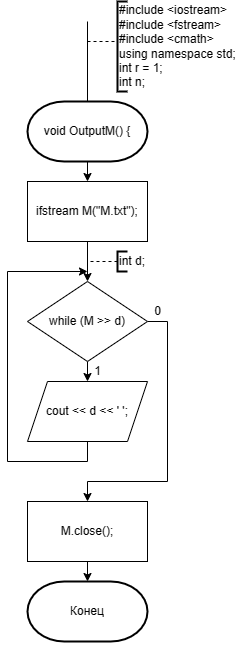 #include <iostream>
#include <fstream>
#include <cmath>
using namespace std;
int r = 1;
int n;
void OutputM() {
ifstream M("M.txt");
int d;
while (M >> d)
0
1
cout << d << ' ';
M.close();
Конец